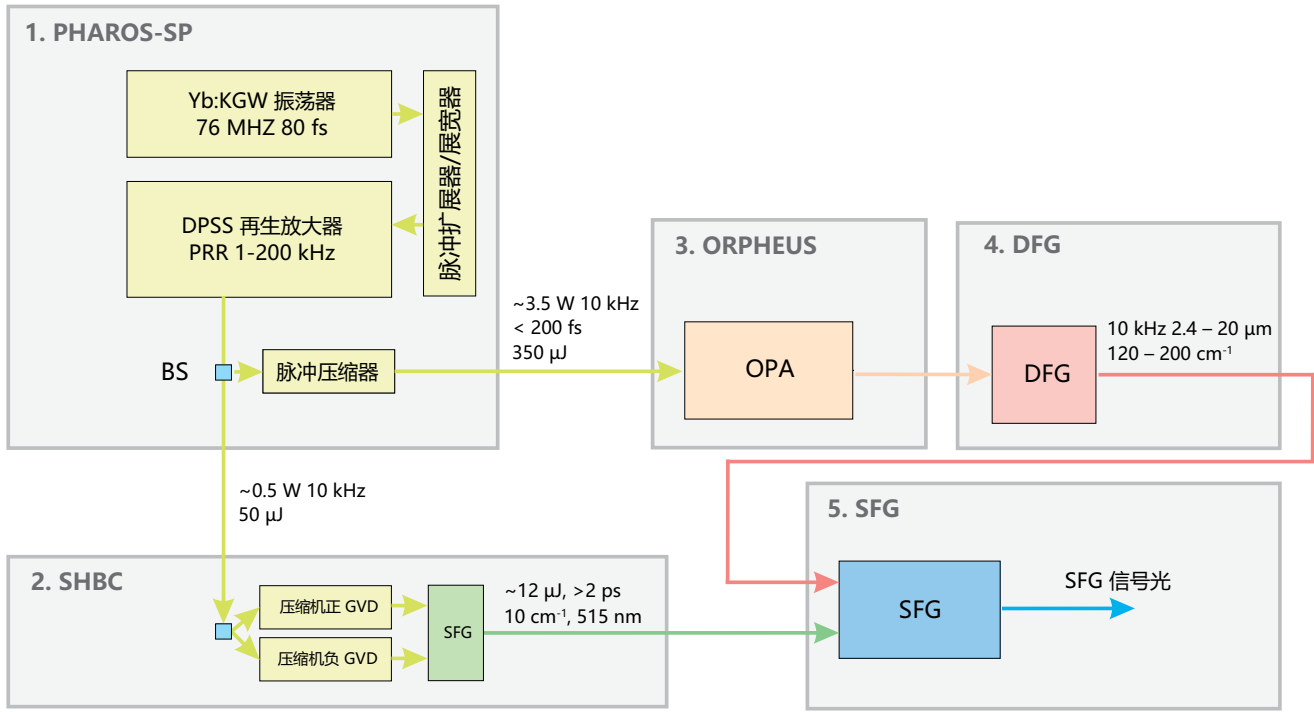 1. PHAROS-SP
Yb:KGW 振荡器
76 MHZ 80 fs
脉冲扩展器/展宽器
DPSS 再生放大器
PRR 1-200 kHz
BS
脉冲压缩器
~3.5 W 10 kHz
< 200 fs
350 µJ
3. ORPHEUS
OPA
4. DFG
DFG
10 kHz 2.4 – 20 µm
120 – 200 cm⁻¹
~0.5 W 10 kHz
50 µJ
2. SHBC
压缩机正 GVD
压缩机负 GVD
SFG
~12 µJ, >2 ps
10 cm⁻¹, 515 nm
5. SFG
SFG
SFG 信号光